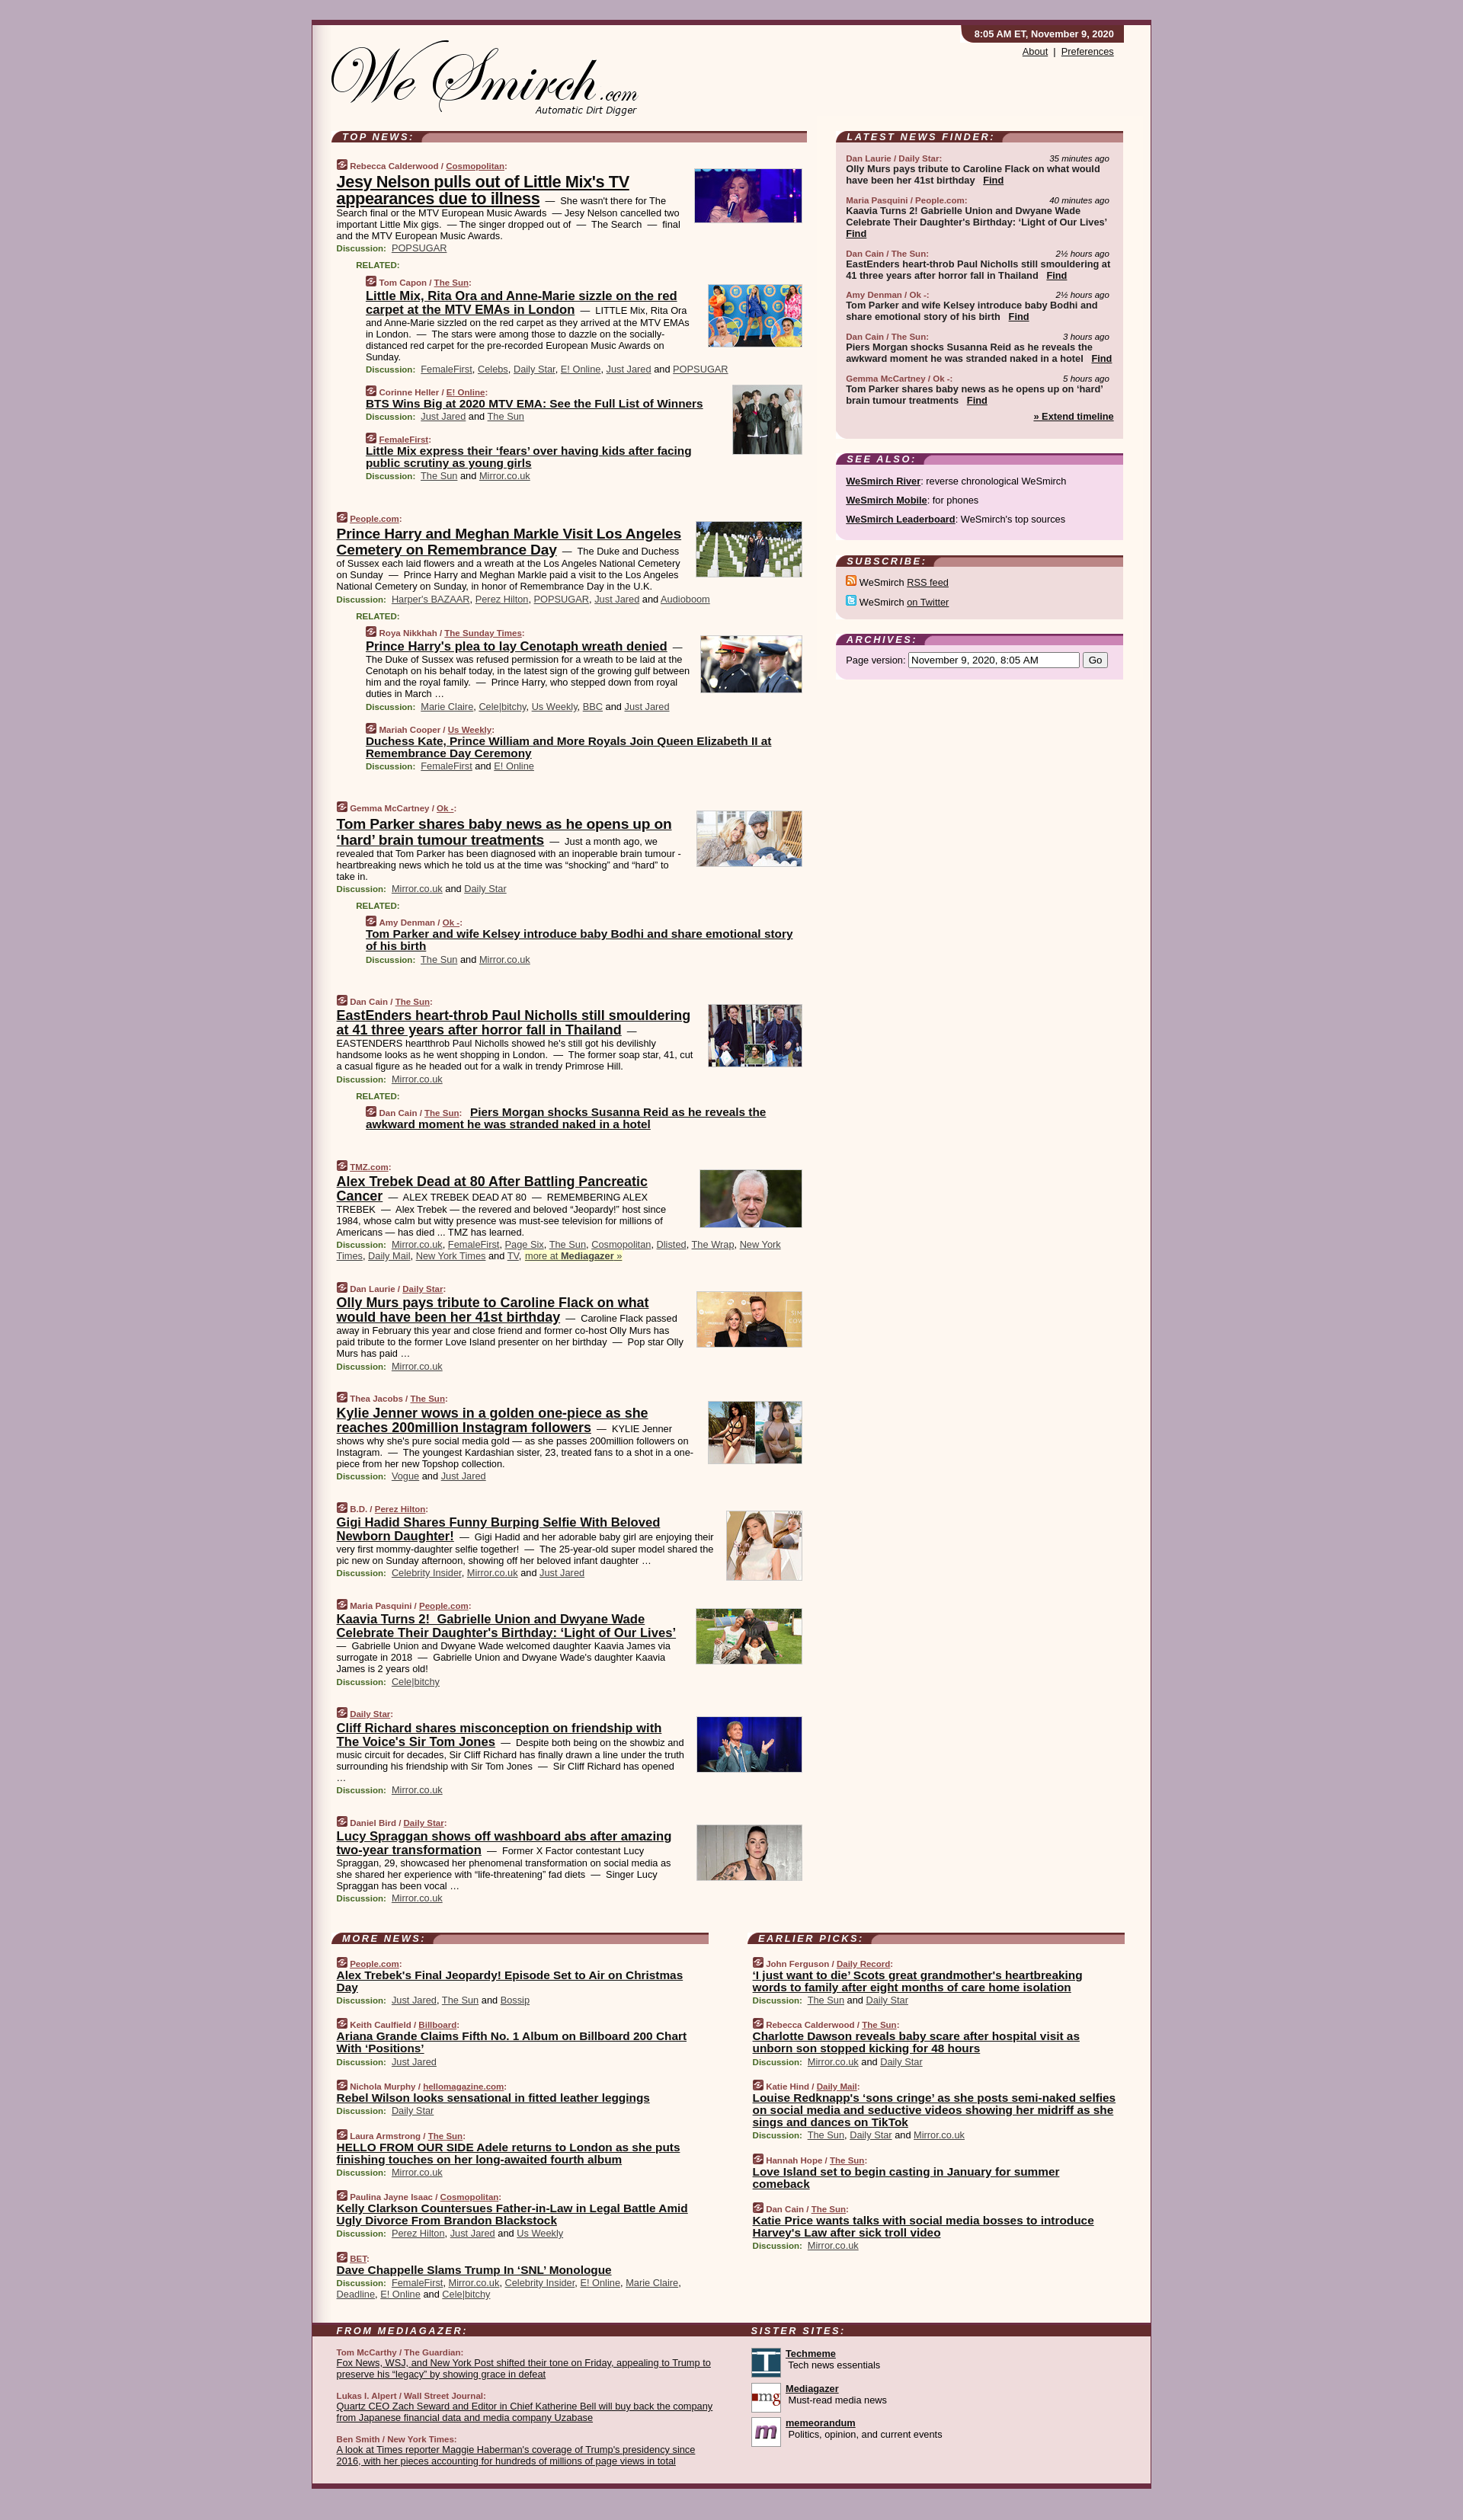 8:05 AM ET, November 9, 2020
About | Preferences
We Smirch.com
Automatic Dirt Digger
TOP NEWS:
Rebecca Calderwood / Cosmopolitan:
Jesy Nelson pulls out of Little Mix's TV
appearances due to illness — She wasn't there for The
Search final or the MTV European Music Awards — Jesy Nelson cancelled two
important Little Mix gigs. — The singer dropped out of — The Search — final
and the MTV European Music Awards.
Discussion: POPSUGAR
RELATED:
Tom Capon / The Sun:
Little Mix, Rita Ora and Anne-Marie sizzle on the red
carpet at the MTV EMAs in London — LITTLE Mix, Rita Ora
and Anne-Marie sizzled on the red carpet as they arrived at the MTV EMAs
in London. — The stars were among those to dazzle on the socially-
distanced red carpet for the pre-recorded European Music Awards on
Sunday.
Discussion: FemaleFirst, Celebs, Daily Star, E! Online, Just Jared and POPSUGAR
Corinne Heller / E! Online:
BTS Wins Big at 2020 MTV EMA: See the Full List of Winners
Discussion: Just Jared and The Sun
FemaleFirst:
Little Mix express their ‘fears’ over having kids after facing
public scrutiny as young girls
Discussion: The Sun and Mirror.co.uk
People.com:
Prince Harry and Meghan Markle Visit Los Angeles
Cemetery on Remembrance Day — The Duke and Duchess
of Sussex each laid flowers and a wreath at the Los Angeles National Cemetery
on Sunday — Prince Harry and Meghan Markle paid a visit to the Los Angeles
National Cemetery on Sunday, in honor of Remembrance Day in the U.K.
Discussion: Harper's BAZAAR, Perez Hilton, POPSUGAR, Just Jared and Audioboom
RELATED:
Roya Nikkhah / The Sunday Times:
Prince Harry's plea to lay Cenotaph wreath denied —
The Duke of Sussex was refused permission for a wreath to be laid at the
Cenotaph on his behalf today, in the latest sign of the growing gulf between
him and the royal family. — Prince Harry, who stepped down from royal
duties in March …
Discussion: Marie Claire, Cele|bitchy, Us Weekly, BBC and Just Jared
Mariah Cooper / Us Weekly:
Duchess Kate, Prince William and More Royals Join Queen Elizabeth II at
Remembrance Day Ceremony
Discussion: FemaleFirst and E! Online
Gemma McCartney / Ok -:
Tom Parker shares baby news as he opens up on
‘hard’ brain tumour treatments — Just a month ago, we
revealed that Tom Parker has been diagnosed with an inoperable brain tumour -
heartbreaking news which he told us at the time was “shocking” and “hard” to
take in.
Discussion: Mirror.co.uk and Daily Star
RELATED:
Amy Denman / Ok -:
Tom Parker and wife Kelsey introduce baby Bodhi and share emotional story
of his birth
Discussion: The Sun and Mirror.co.uk
Dan Cain / The Sun:
EastEnders heart-throb Paul Nicholls still smouldering
at 41 three years after horror fall in Thailand —
EASTENDERS heartthrob Paul Nicholls showed he's still got his devilishly
handsome looks as he went shopping in London. — The former soap star, 41, cut
a casual figure as he headed out for a walk in trendy Primrose Hill.
Discussion: Mirror.co.uk
RELATED:
Dan Cain / The Sun: Piers Morgan shocks Susanna Reid as he reveals the
awkward moment he was stranded naked in a hotel
TMZ.com:
Alex Trebek Dead at 80 After Battling Pancreatic
Cancer — ALEX TREBEK DEAD AT 80 — REMEMBERING ALEX
TREBEK — Alex Trebek — the revered and beloved “Jeopardy!” host since
1984, whose calm but witty presence was must-see television for millions of
Americans — has died ... TMZ has learned.
Discussion: Mirror.co.uk, FemaleFirst, Page Six, The Sun, Cosmopolitan, Dlisted, The Wrap, New York
Times, Daily Mail, New York Times and TV, more at Mediagazer »
Dan Laurie / Daily Star:
Olly Murs pays tribute to Caroline Flack on what
would have been her 41st birthday — Caroline Flack passed
away in February this year and close friend and former co-host Olly Murs has
paid tribute to the former Love Island presenter on her birthday — Pop star Olly
Murs has paid …
Discussion: Mirror.co.uk
Thea Jacobs / The Sun:
Kylie Jenner wows in a golden one-piece as she
reaches 200million Instagram followers — KYLIE Jenner
shows why she's pure social media gold — as she passes 200million followers on
Instagram. — The youngest Kardashian sister, 23, treated fans to a shot in a one-
piece from her new Topshop collection.
Discussion: Vogue and Just Jared
B.D. / Perez Hilton:
Gigi Hadid Shares Funny Burping Selfie With Beloved
Newborn Daughter! — Gigi Hadid and her adorable baby girl are enjoying their
very first mommy-daughter selfie together! — The 25-year-old super model shared the
pic new on Sunday afternoon, showing off her beloved infant daughter …
Discussion: Celebrity Insider, Mirror.co.uk and Just Jared
Maria Pasquini / People.com:
Kaavia Turns 2! Gabrielle Union and Dwyane Wade
Celebrate Their Daughter's Birthday: ‘Light of Our Lives’
— Gabrielle Union and Dwyane Wade welcomed daughter Kaavia James via
surrogate in 2018 — Gabrielle Union and Dwyane Wade's daughter Kaavia
James is 2 years old!
Discussion: Cele|bitchy
Daily Star:
Cliff Richard shares misconception on friendship with
The Voice's Sir Tom Jones — Despite both being on the showbiz and
music circuit for decades, Sir Cliff Richard has finally drawn a line under the truth
surrounding his friendship with Sir Tom Jones — Sir Cliff Richard has opened
…
Discussion: Mirror.co.uk
Daniel Bird / Daily Star:
Lucy Spraggan shows off washboard abs after amazing
two-year transformation — Former X Factor contestant Lucy
Spraggan, 29, showcased her phenomenal transformation on social media as
she shared her experience with “life-threatening” fad diets — Singer Lucy
Spraggan has been vocal …
Discussion: Mirror.co.uk
LATEST NEWS FINDER:
Dan Laurie / Daily Star: 35 minutes ago
Olly Murs pays tribute to Caroline Flack on what would
have been her 41st birthday Find
Maria Pasquini / People.com: 40 minutes ago
Kaavia Turns 2! Gabrielle Union and Dwyane Wade
Celebrate Their Daughter's Birthday: ‘Light of Our Lives’
Find
Dan Cain / The Sun: 2½ hours ago
EastEnders heart-throb Paul Nicholls still smouldering at
41 three years after horror fall in Thailand Find
Amy Denman / Ok -: 2½ hours ago
Tom Parker and wife Kelsey introduce baby Bodhi and
share emotional story of his birth Find
Dan Cain / The Sun: 3 hours ago
Piers Morgan shocks Susanna Reid as he reveals the
awkward moment he was stranded naked in a hotel Find
Gemma McCartney / Ok -: 5 hours ago
Tom Parker shares baby news as he opens up on ‘hard’
brain tumour treatments Find
» Extend timeline
SEE ALSO:
WeSmirch River: reverse chronological WeSmirch
WeSmirch Mobile: for phones
WeSmirch Leaderboard: WeSmirch's top sources
SUBSCRIBE:
WeSmirch RSS feed
WeSmirch on Twitter
ARCHIVES:
Page version: November 9, 2020, 8:05 AM Go
MORE NEWS:
People.com:
Alex Trebek's Final Jeopardy! Episode Set to Air on Christmas
Day
Discussion: Just Jared, The Sun and Bossip
Keith Caulfield / Billboard:
Ariana Grande Claims Fifth No. 1 Album on Billboard 200 Chart
With ‘Positions’
Discussion: Just Jared
Nichola Murphy / hellomagazine.com:
Rebel Wilson looks sensational in fitted leather leggings
Discussion: Daily Star
Laura Armstrong / The Sun:
HELLO FROM OUR SIDE Adele returns to London as she puts
finishing touches on her long-awaited fourth album
Discussion: Mirror.co.uk
Paulina Jayne Isaac / Cosmopolitan:
Kelly Clarkson Countersues Father-in-Law in Legal Battle Amid
Ugly Divorce From Brandon Blackstock
Discussion: Perez Hilton, Just Jared and Us Weekly
BET:
Dave Chappelle Slams Trump In ‘SNL’ Monologue
Discussion: FemaleFirst, Mirror.co.uk, Celebrity Insider, E! Online, Marie Claire,
Deadline, E! Online and Cele|bitchy
EARLIER PICKS:
John Ferguson / Daily Record:
‘I just want to die’ Scots great grandmother's heartbreaking
words to family after eight months of care home isolation
Discussion: The Sun and Daily Star
Rebecca Calderwood / The Sun:
Charlotte Dawson reveals baby scare after hospital visit as
unborn son stopped kicking for 48 hours
Discussion: Mirror.co.uk and Daily Star
Katie Hind / Daily Mail:
Louise Redknapp's ‘sons cringe’ as she posts semi-naked selfies
on social media and seductive videos showing her midriff as she
sings and dances on TikTok
Discussion: The Sun, Daily Star and Mirror.co.uk
Hannah Hope / The Sun:
Love Island set to begin casting in January for summer
comeback
Dan Cain / The Sun:
Katie Price wants talks with social media bosses to introduce
Harvey's Law after sick troll video
Discussion: Mirror.co.uk
FROM MEDIAGAZER:
Tom McCarthy / The Guardian:
Fox News, WSJ, and New York Post shifted their tone on Friday, appealing to Trump to
preserve his “legacy” by showing grace in defeat
Lukas I. Alpert / Wall Street Journal:
Quartz CEO Zach Seward and Editor in Chief Katherine Bell will buy back the company
from Japanese financial data and media company Uzabase
Ben Smith / New York Times:
A look at Times reporter Maggie Haberman's coverage of Trump's presidency since
2016, with her pieces accounting for hundreds of millions of page views in total
SISTER SITES:
T
Techmeme
Tech news essentials
mg
Mediagazer
Must-read media news
m
memeorandum
Politics, opinion, and current events